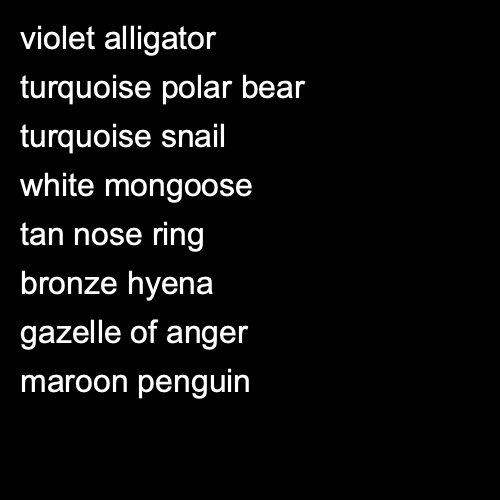 violet alligator
turquoise polar bear
turquoise snail
white mongoose
tan nose ring
bronze hyena
gazelle of anger
maroon penguin